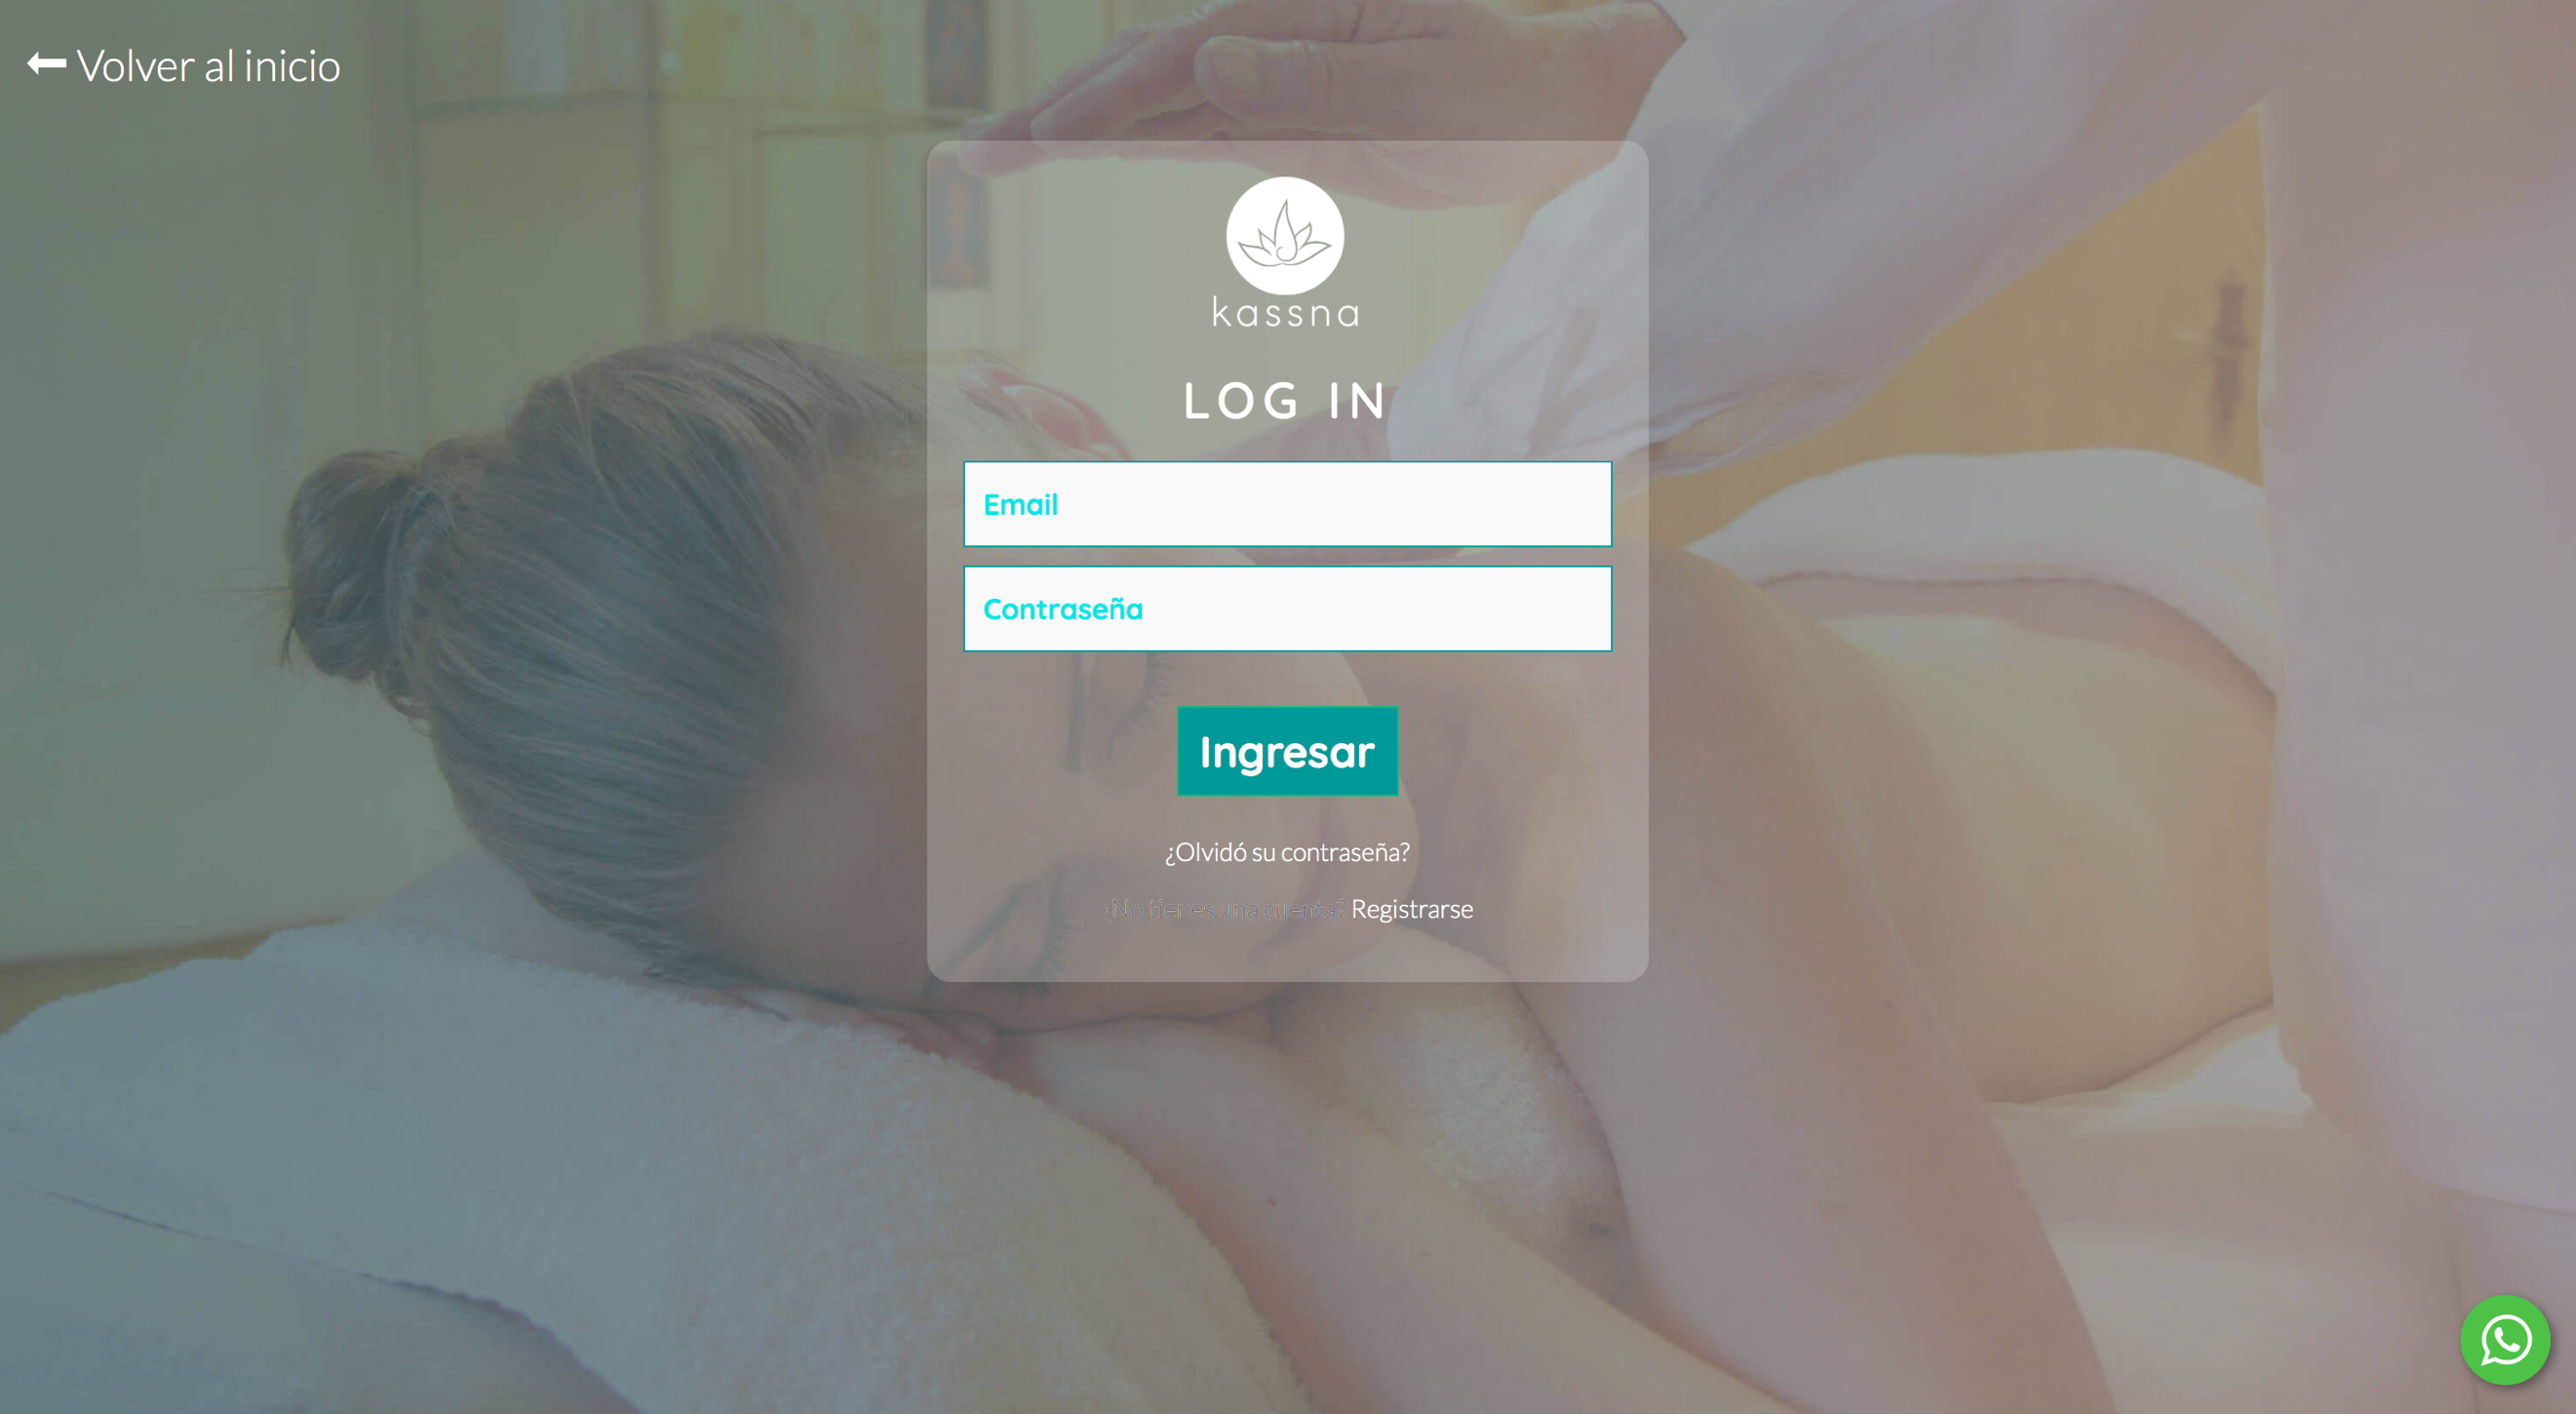 Volver al inicio
kassna
LOG IN
Email
Contraseña
Ingresar
¿Olvidó su contraseña?
¿No tienes una cuenta? Registrarse